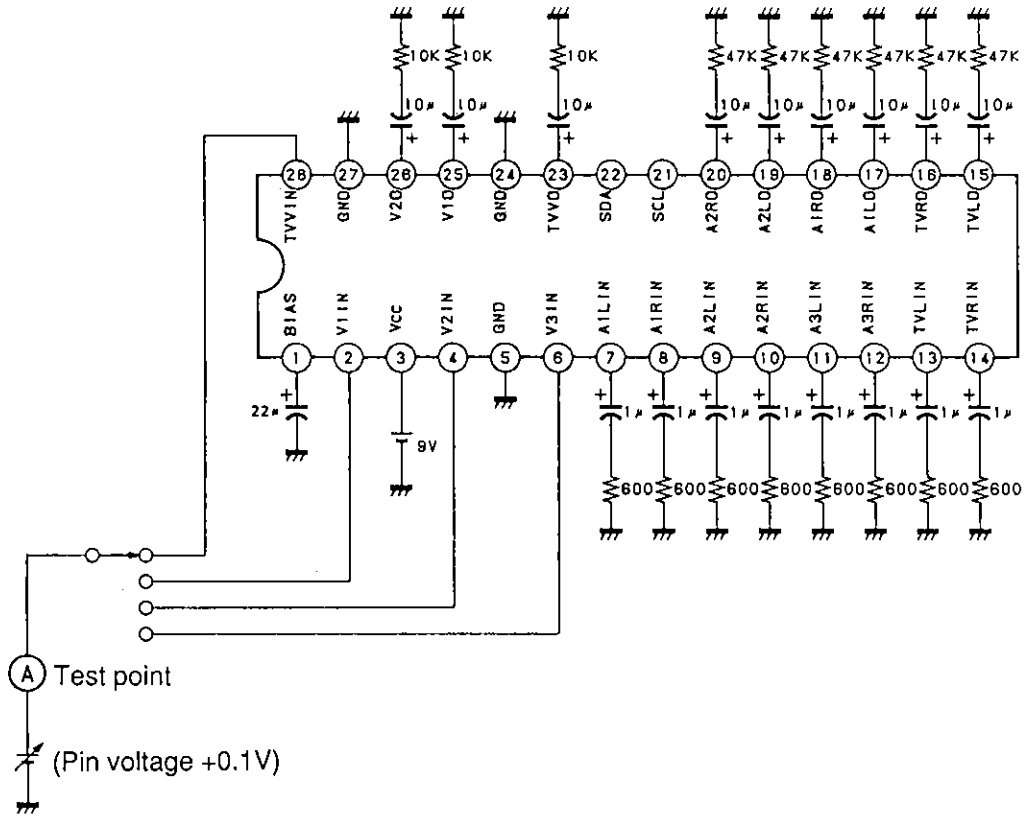 10K 10K 10K 47K 47K 47K 47K 47K 47K
10μ 10μ 10μ 10μ 10μ 10μ 10μ 10μ 10μ
+ + + + + + + + +
28 27 26 25 24 23 22 21 20 19 18 17 16 15
TVVIN GND V2O V1O GND TVVO SDA SCL A2RO A2LO A1RO A1LO TVRO TVLO
BIAS V1IN VCC V2IN GND V3IN A1LIN A1RIN A2LIN A2RIN A3LIN A3RIN TVLIN TVRIN
1 2 3 4 5 6 7 8 9 10 11 12 13 14
+ + + + + + + + +
22μ 1μ 1μ 1μ 1μ 1μ 1μ 1μ 1μ
9V
600 600 600 600 600 600 600 600
A Test point
(Pin voltage +0.1V)